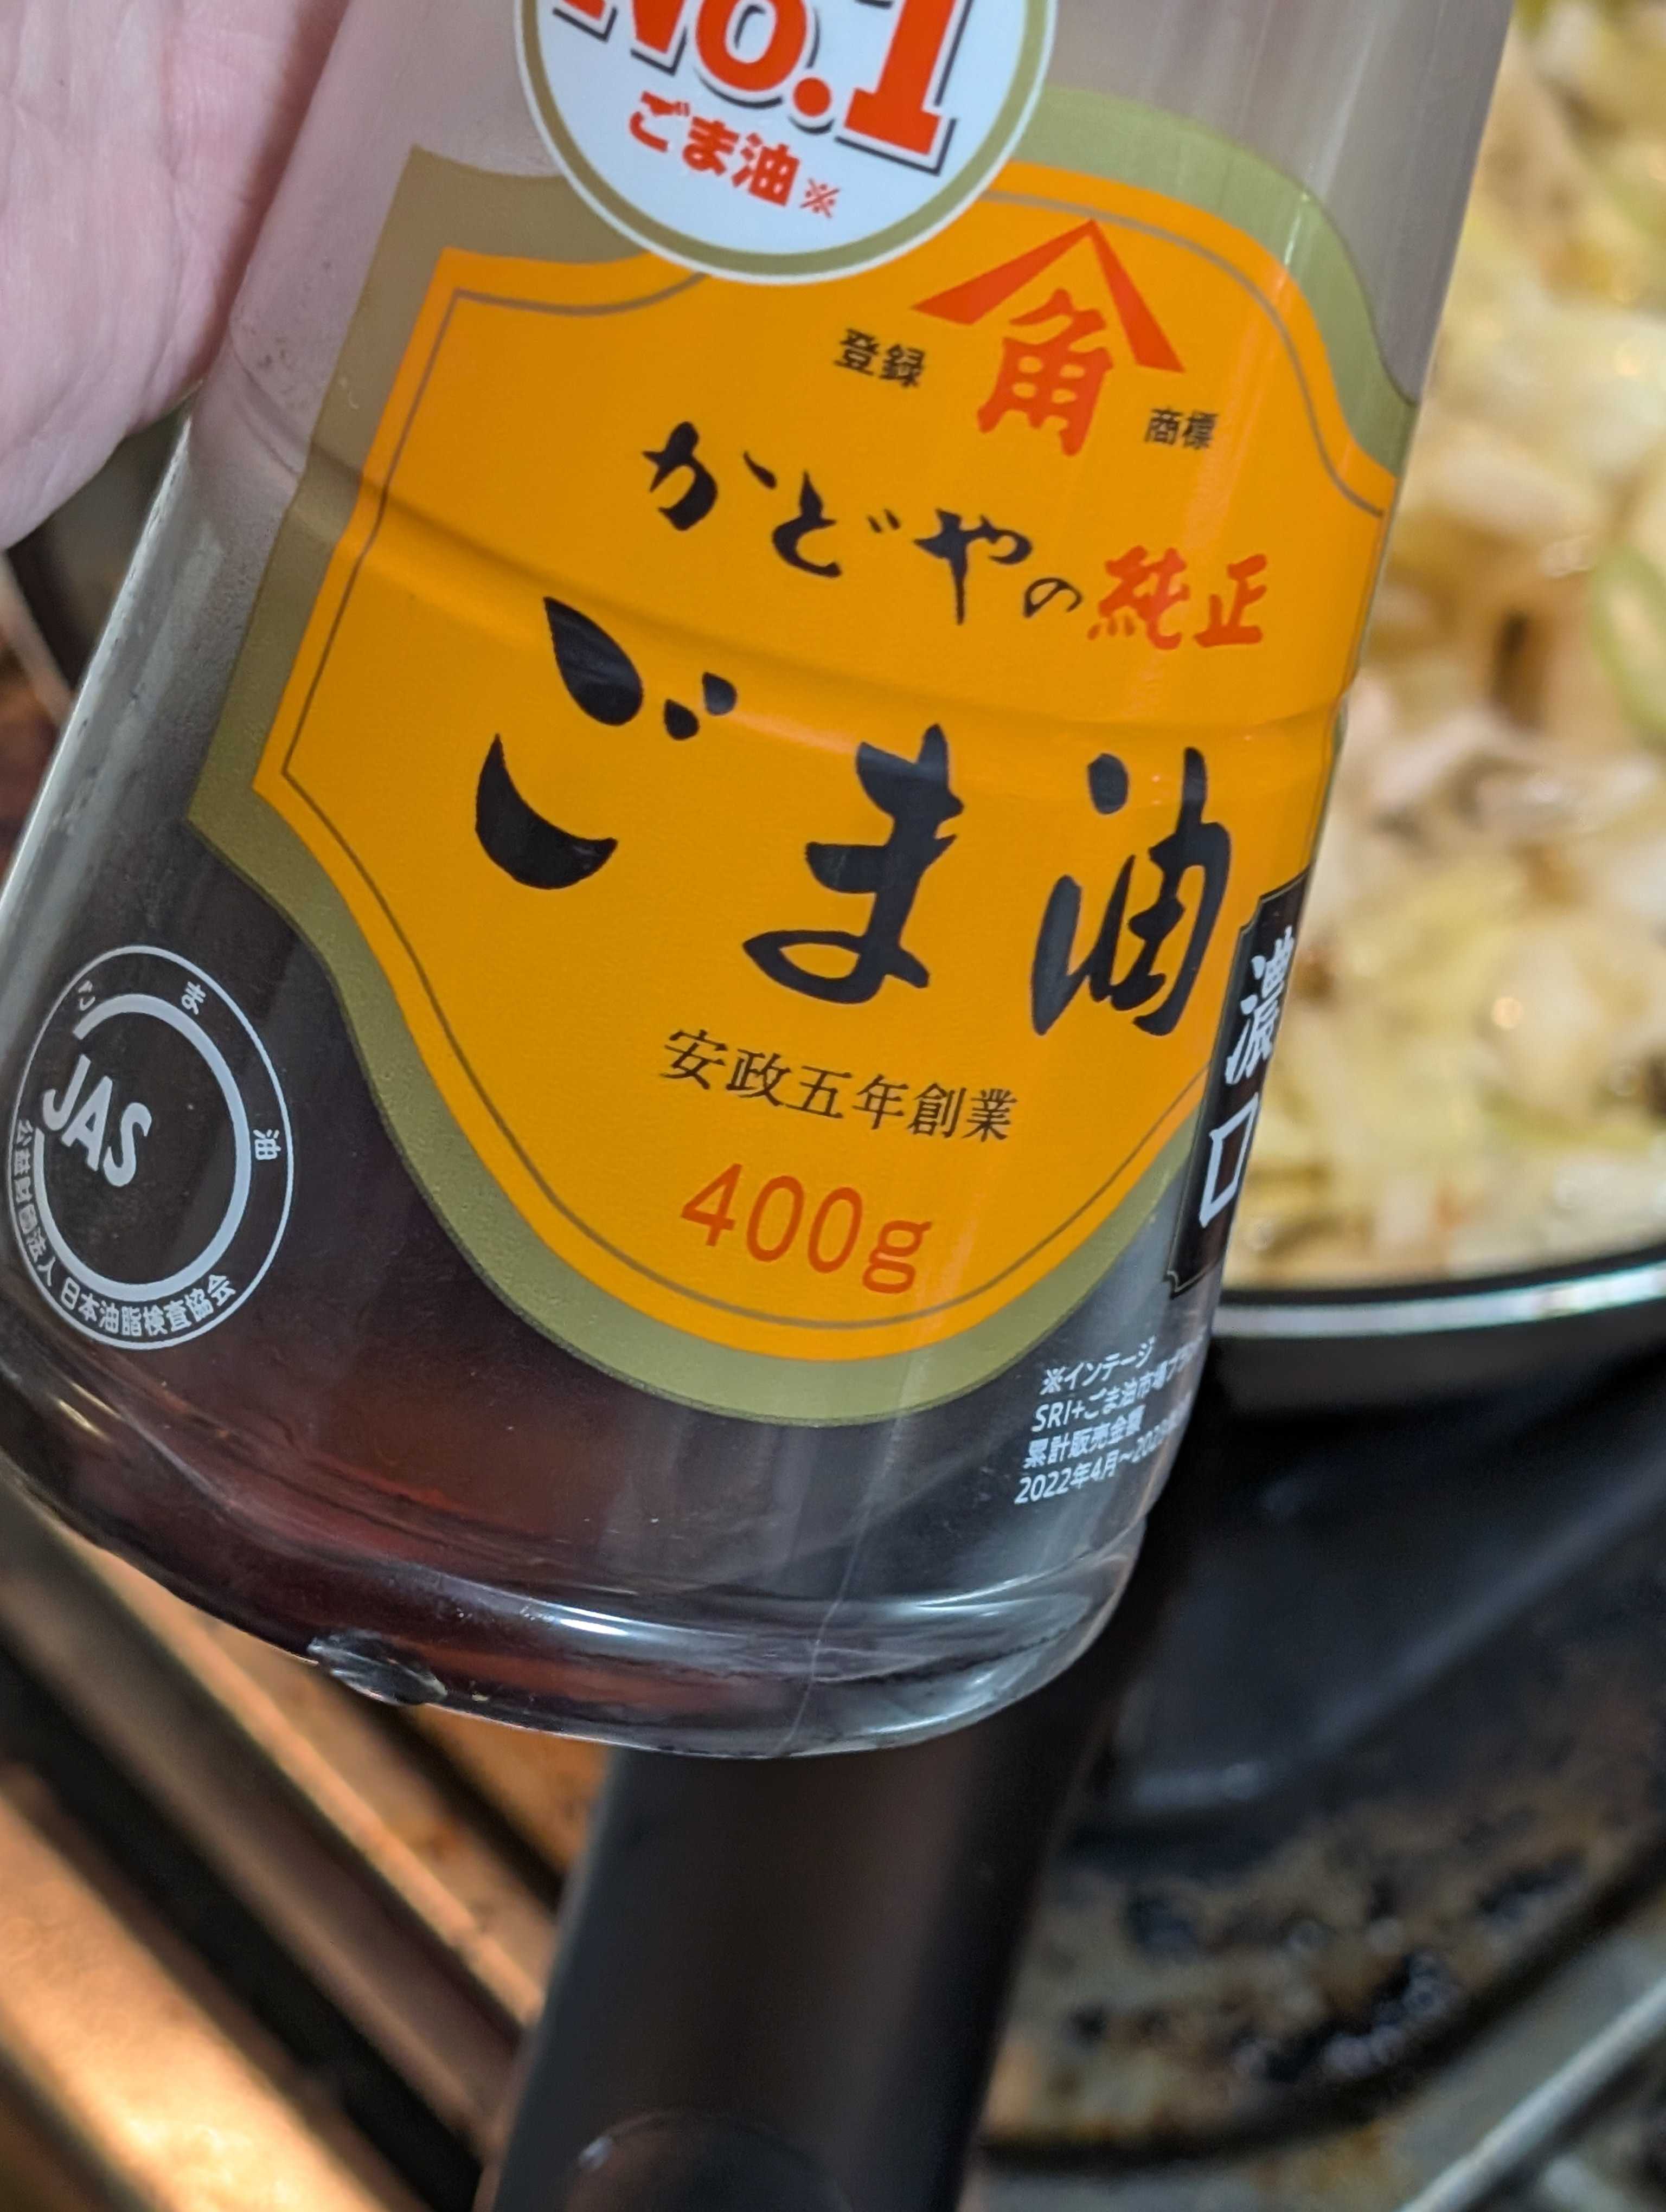 No.1
ごま油※
角
登録 商標
かどやの純正
ごま油
濃口
安政五年創業
400g
ごま油
JAS
公益財団法人 日本油脂検査協会
※インテージ
SRI+ごま油市場
累計販売金額
2022年4月～